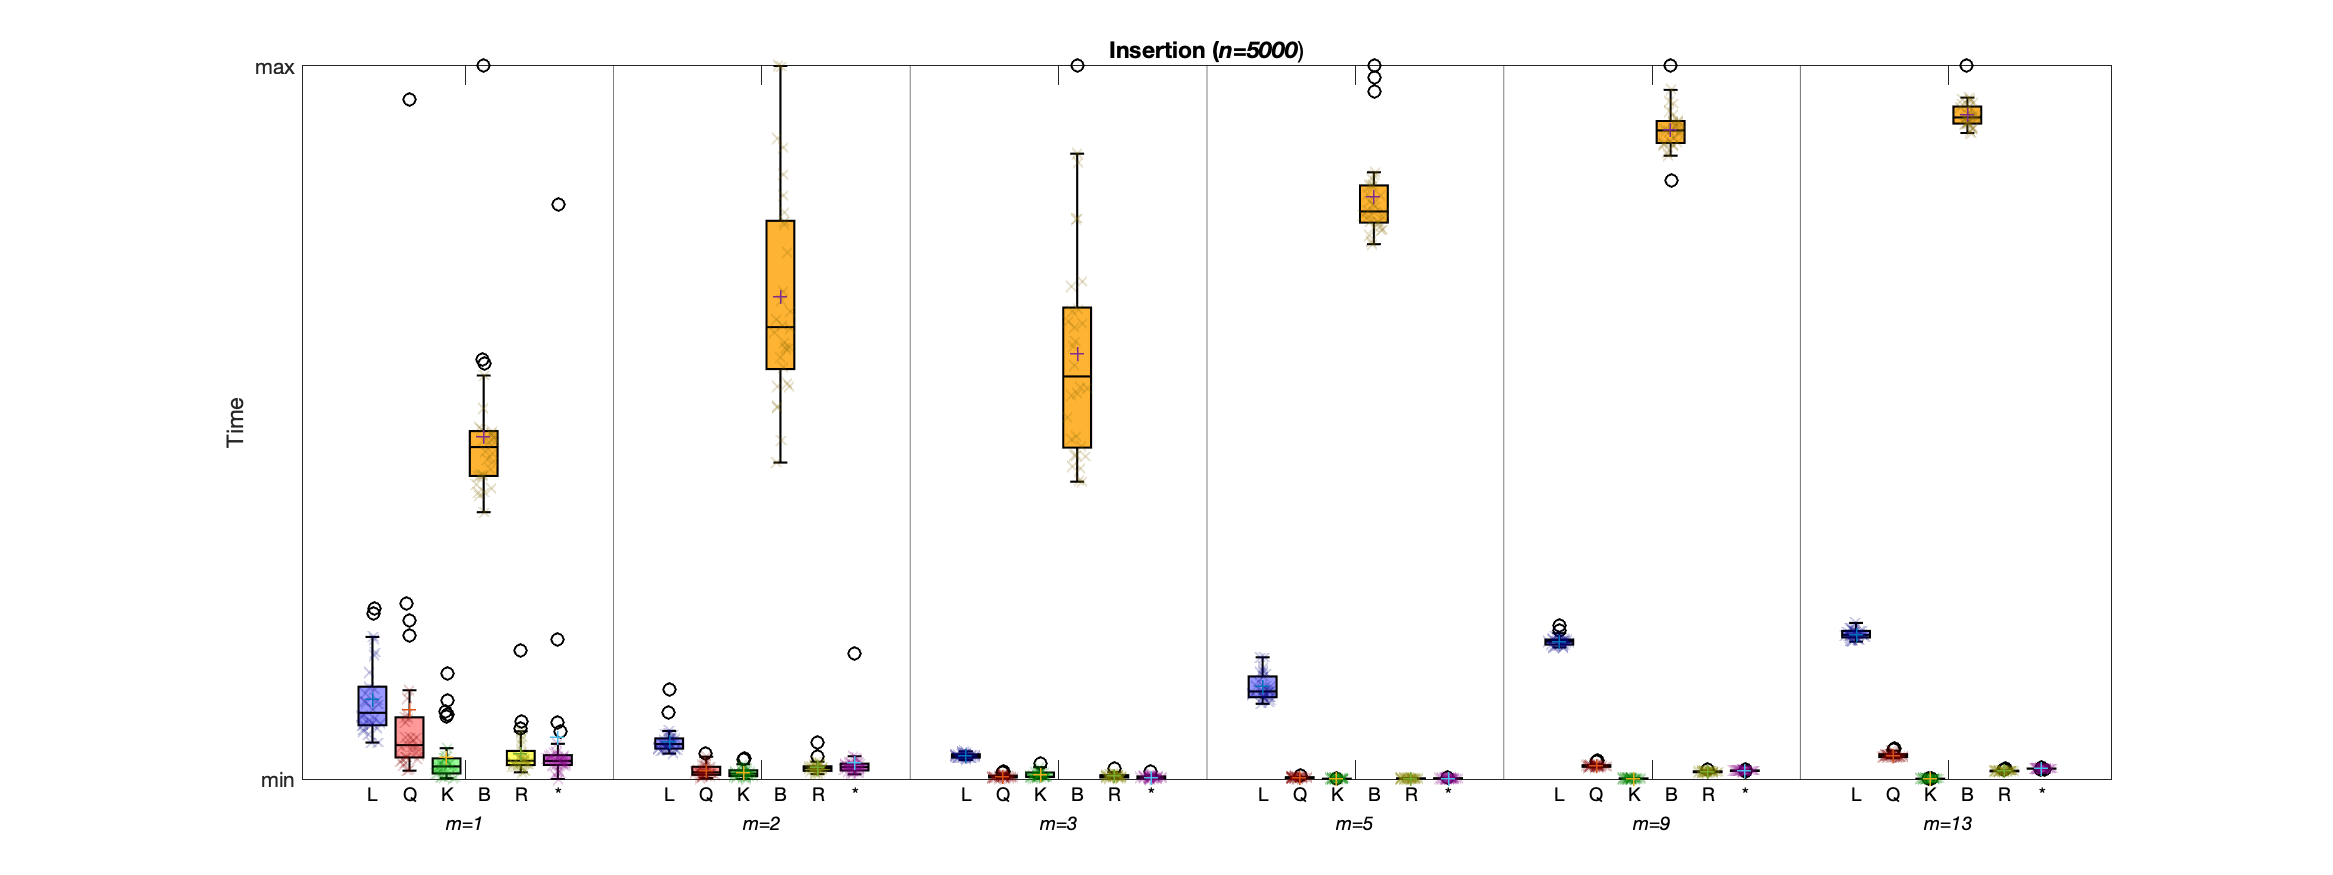 Insertion (n=5000)
max
Time
min
L Q K B R * L Q K B R * L Q K B R * L Q K B R * L Q K B R * L Q K B R *
m=1 m=2 m=3 m=5 m=9 m=13